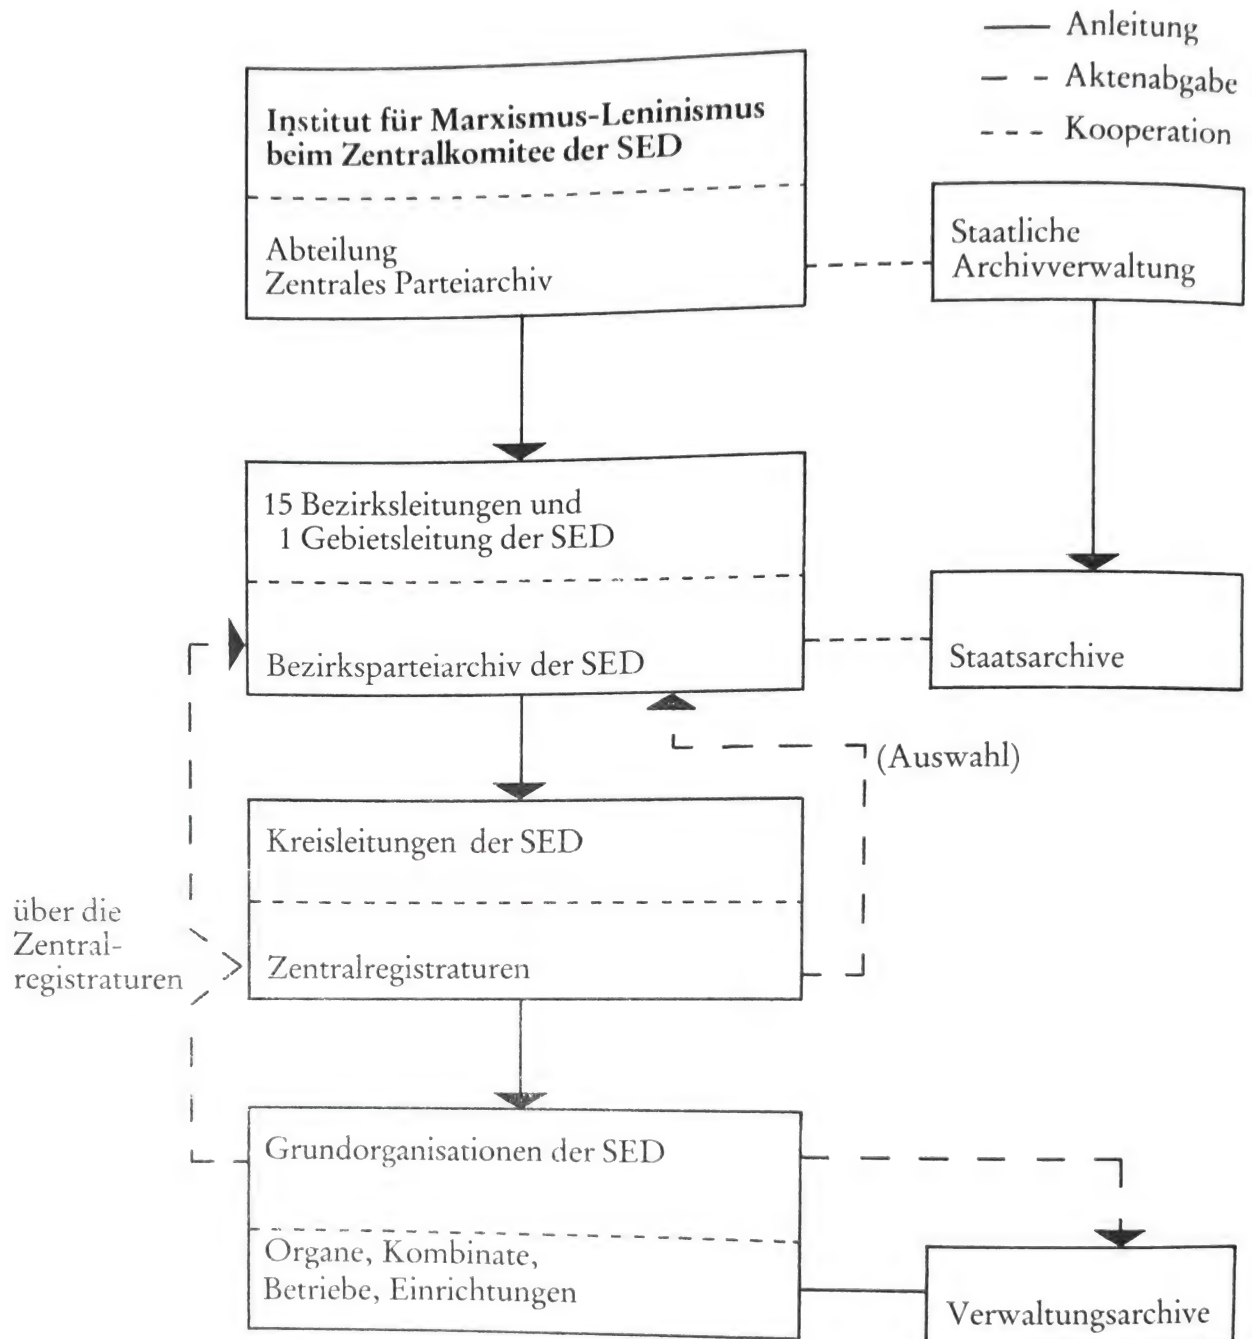 Anleitung
Aktenabgabe
Kooperation
Institut für Marxismus-Leninismus
beim Zentralkomitee der SED
Abteilung
Zentrales Parteiarchiv
Staatliche
Archivverwaltung
15 Bezirksleitungen und
1 Gebietsleitung der SED
Bezirksparteiarchiv der SED
Staatsarchive
(Auswahl)
Kreisleitungen der SED
Zentralregistraturen
über die
Zentral-
registraturen
Grundorganisationen der SED
Organe, Kombinate,
Betriebe, Einrichtungen
Verwaltungsarchive